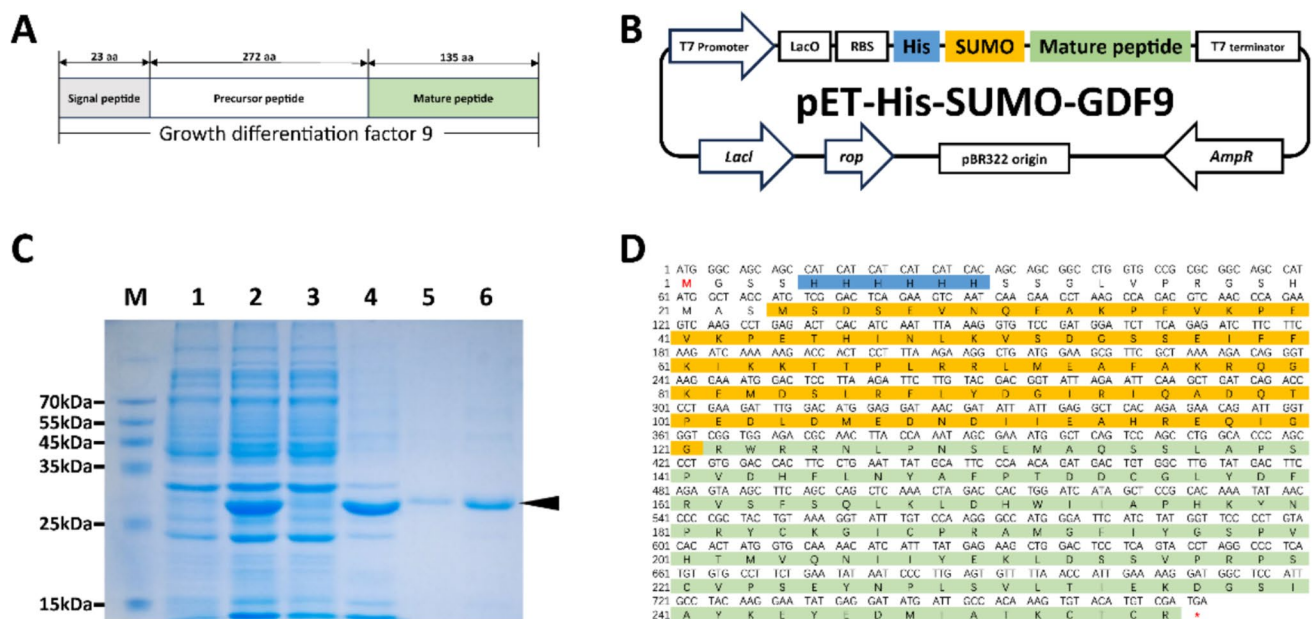 A
23 aa 272 aa 135 aa
Signal peptide Precursor peptide Mature peptide
Growth differentiation factor 9
B
T7 Promoter LacO RBS His SUMO Mature peptide T7 terminator
pET-His-SUMO-GDF9
LacI rop pBR322 origin AmpR
C
M 1 2 3 4 5 6
70kDa
55kDa
45kDa
35kDa
25kDa
15kDa
D
1 ATG GGC AGC AGC CAT CAT CAT CAT CAT CAC AGC AGC GGC CTG GTG CCG CGC GGC AGC CAT
1 M G S S H H H H H H S S G L V P R G S H
61 ATG GCT ATG TCG GAC TCA GAA GTC AAT CAA GAA AAG CCA GTC CCA GAA
21 M A S M S D S E V N Q E A K P E V K P E
121 GTC AAG CCT GAG ACT CAC ATC AAT TTA AAG GTG TCC GAT GGA TCT TCA GAG ATC TTC TTC
41 V K P E T H I N L K V S D G S S E I F F
181 AAG ATC AAA AAG ACC ACT CCT TTA AGA AGG CTG ATG GAA GCG TTC GCT AAA AGA CAG GGT
61 K I K K T T P L R R L M E A F A K R Q G
241 AAG GAA ATG GAC TCC TTA AGA TTC TTG TAC GAC GGT ATT AGA ATT CAA GCT GAT CAG ACC
81 K E M D S L R F L Y D G I R I Q A D Q T
301 CCT GAA GAT TTG GAC ATG GAG GAT AAC GAT ATT ATT GAG GCT CAC AGA GAA CAG ATT GGT
101 P E D L D M E D N D I I E A H R E Q I G
361 GGT CGG TGG AGA CGC AAC TTA CCA AAT AGC GAA ATG GCT CAG TCC AGC CTG GCA CCC AGC
121 G R W R R N L P N S E M A Q S S L A P S
421 CCT GTG GAC CAC TTC CTG AAT TAT GCA TTC CCA ACA GAT GAC TGT GGC TTG TAT GAC TTC
141 P V D H F L N Y A F P T D D C G L Y D F
481 AGA GTA AGC TTC AGC CAG CTC AAA CTA GAC CAC TGG ATC ATA GCT CCG CAC AAA TAT AAC
161 R V S F S Q L K L D H W I I A P H K Y N
541 CCC CGC TAC TGT AAA GGT ATT TGT CCA AGG GCC ATG GGA TTC ATC TAT GGT TCC CCT GTA
181 P R Y C K G I C P R A M G F I Y G S P V
601 CAC ACT ATG GTG CAA AAC ATC ATT TAT GAG AAG CTG GAC TCC TCA GTA CCT AGG CCC TCA
201 H T M V Q N I I Y E K L D S S V P R P S
661 TGT GTG CCT TCT GAA TAT AAT CCC TTG AGT GTT TTA ACC ATT GAA AAG GAT GGC TCC ATT
221 C V P S E Y N P L S V L T I E K D G S I
721 GCC TAC AAG GAA TAT GAG GAT ATG ATT GCC ACA AAG TGT ACA TGT CGA TGA
241 A Y K E Y E D M I A T K C T C R *